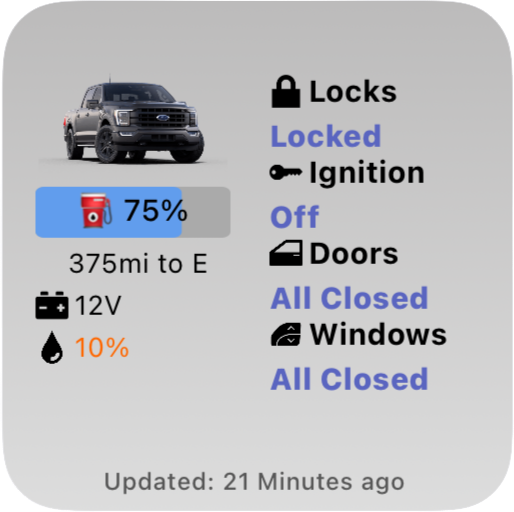 75%
375mi to E
12V
10%
Locks
Locked
Ignition
Off
Doors
All Closed
Windows
All Closed
Updated: 21 Minutes ago